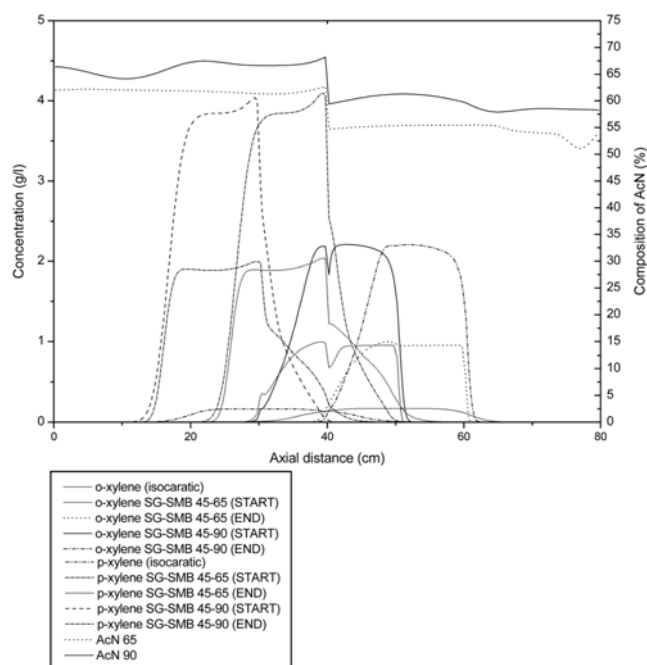 5
4
3
2
1
0
Concentration (g/l)
75
70
65
60
55
50
45
40
35
30
25
20
15
10
5
0
Composition of AcN (%)
0
20
40
60
80
Axial distance (cm)
o-xylene (isocaratic)
o-xylene SG-SMB 45-65 (START)
o-xylene SG-SMB 45-65 (END)
o-xylene SG-SMB 45-90 (START)
o-xylene SG-SMB 45-90 (END)
p-xylene (isocaratic)
p-xylene SG-SMB 45-65 (START)
p-xylene SG-SMB 45-65 (END)
p-xylene SG-SMB 45-90 (START)
p-xylene SG-SMB 45-90 (END)
AcN 65
AcN 90